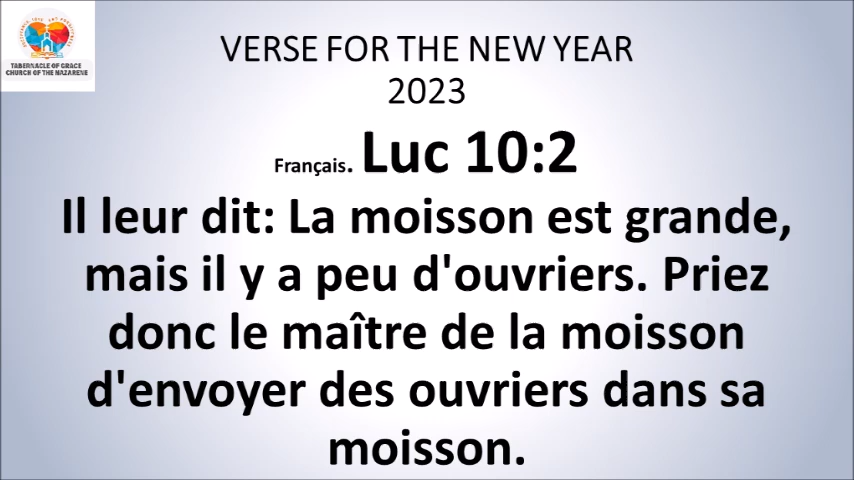 TABERNACLE OF GRACE
CHURCH OF THE NAZARENE
VERSE FOR THE NEW YEAR
2023
Français. Luc 10:2
Il leur dit: La moisson est grande,
mais il y a peu d'ouvriers. Priez
donc le maître de la moisson
d'envoyer des ouvriers dans sa
moisson.